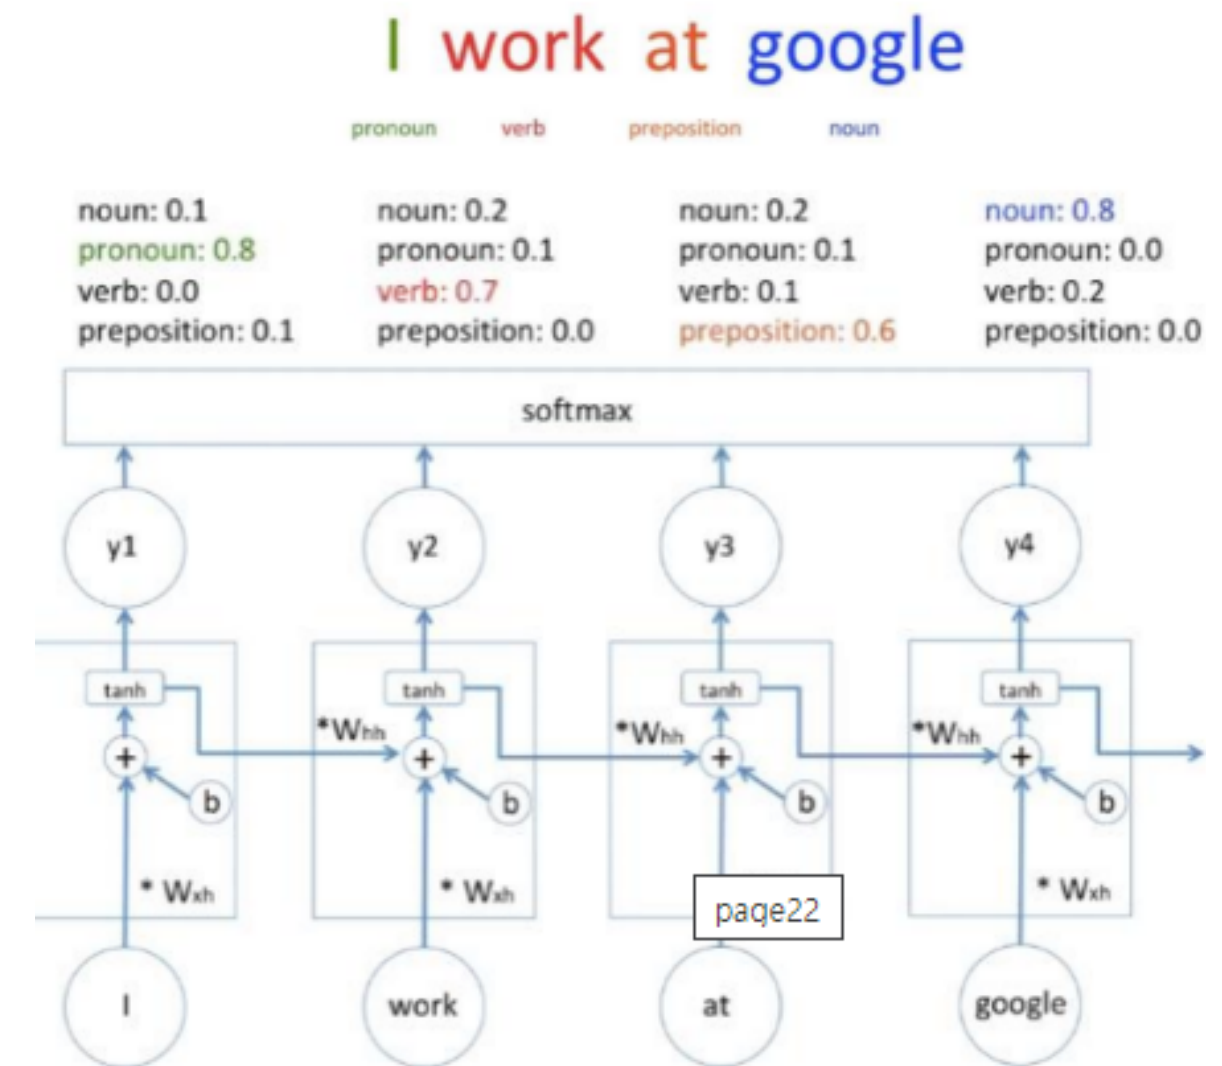 I work at google
pronoun verb preposition noun
noun: 0.1 noun: 0.2 noun: 0.2 noun: 0.8
pronoun: 0.8 pronoun: 0.1 pronoun: 0.1 pronoun: 0.0
verb: 0.0 verb: 0.7 verb: 0.1 verb: 0.2
preposition: 0.1 preposition: 0.0 preposition: 0.6 preposition: 0.0
softmax
y1 y2 y3 y4
tanh tanh tanh tanh
*Whh *Whh *Whh
+ + + +
b b b b
* Wxh * Wxh * Wxh
page22
I work at google